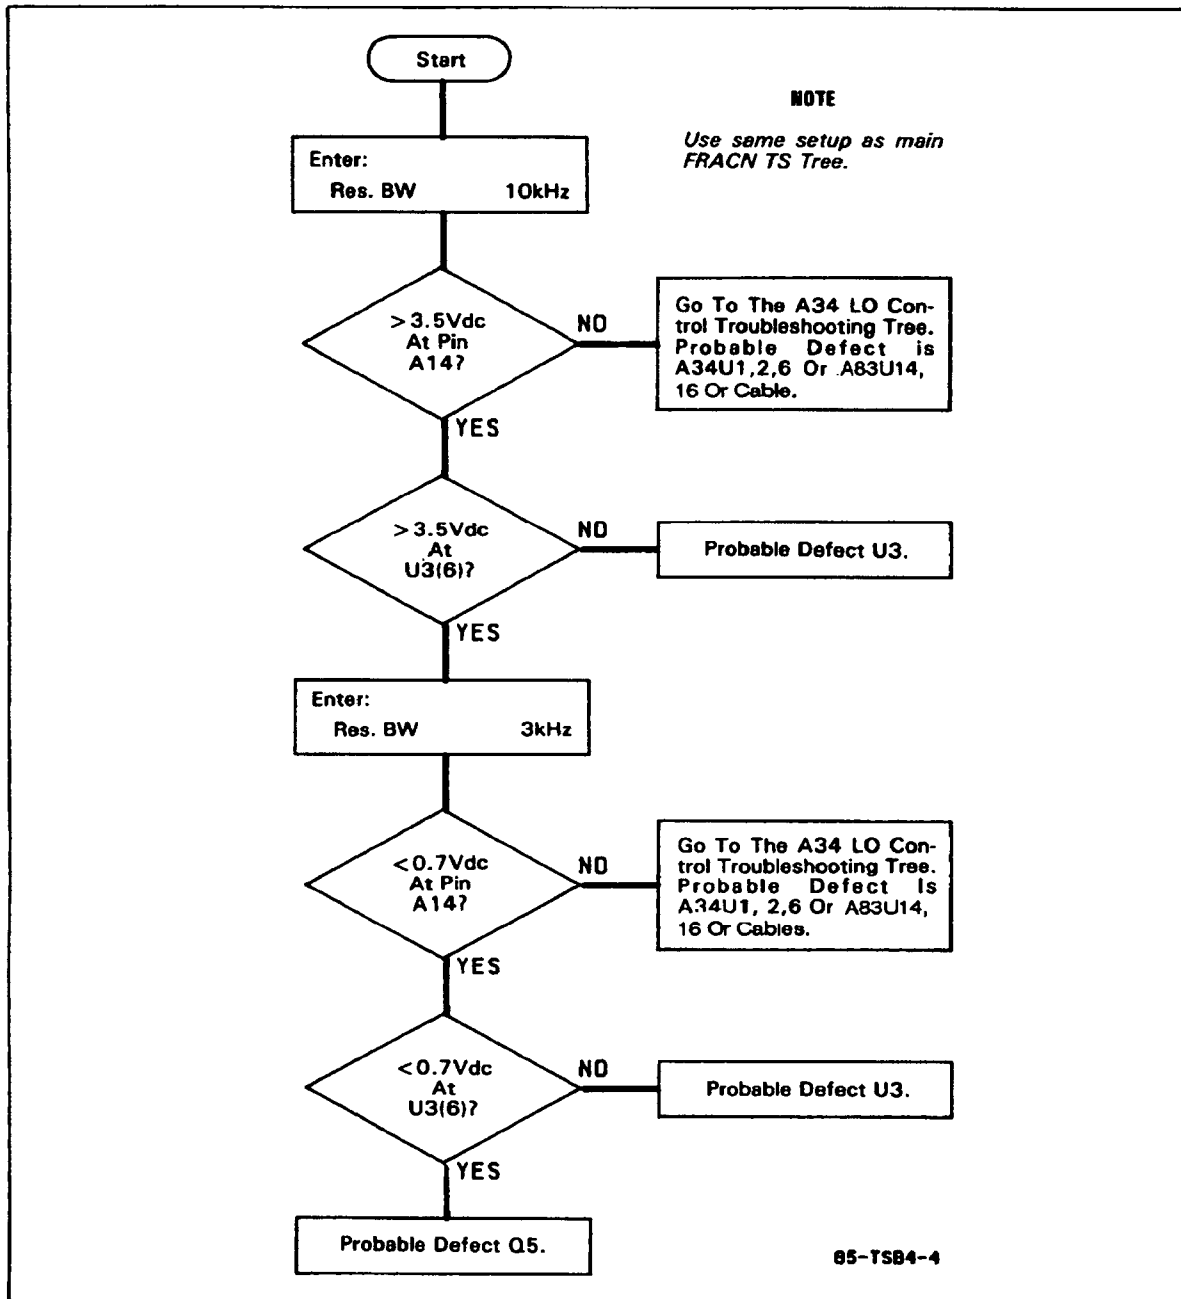 Start
NOTE
Use same setup as main
FRACN TS Tree.
Enter:
Res. BW 10kHz
>3.5Vdc
At Pin
A14?
NO
Go To The A34 LO Con-
trol Troubleshooting Tree.
Probable Defect is
A34U1,2,6 Or A83U14,
16 Or Cable.
YES
>3.5Vdc
At
U3(6)?
NO
Probable Defect U3.
YES
Enter:
Res. BW 3kHz
<0.7Vdc
At Pin
A14?
NO
Go To The A34 LO Con-
trol Troubleshooting Tree.
Probable Defect Is
A34U1, 2,6 Or A83U14,
16 Or Cables.
YES
<0.7Vdc
At
U3(6)?
NO
Probable Defect U3.
YES
Probable Defect Q5.
85-TSB4-4